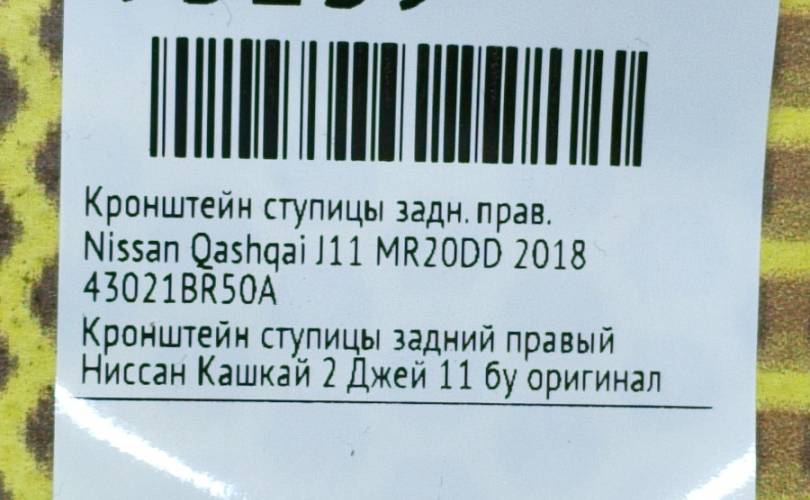 Кронштейн ступицы задн. прав.
Nissan Qashqai J11 MR20DD 2018
43021BR50A
Кронштейн ступицы задний правый
Ниссан Кашкай 2 Джей 11 бу оригинал